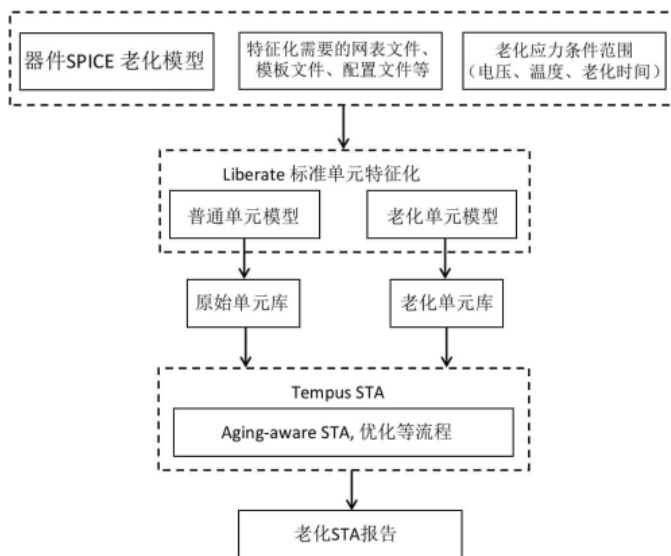 器件SPICE 老化模型
特征化需要的网表文件、
模板文件、配置文件等
老化应力条件范围
（电压、温度、老化时间）
Liberate 标准单元特征化
普通单元模型
老化单元模型
原始单元库
老化单元库
Tempus STA
Aging-aware STA, 优化等流程
老化STA报告